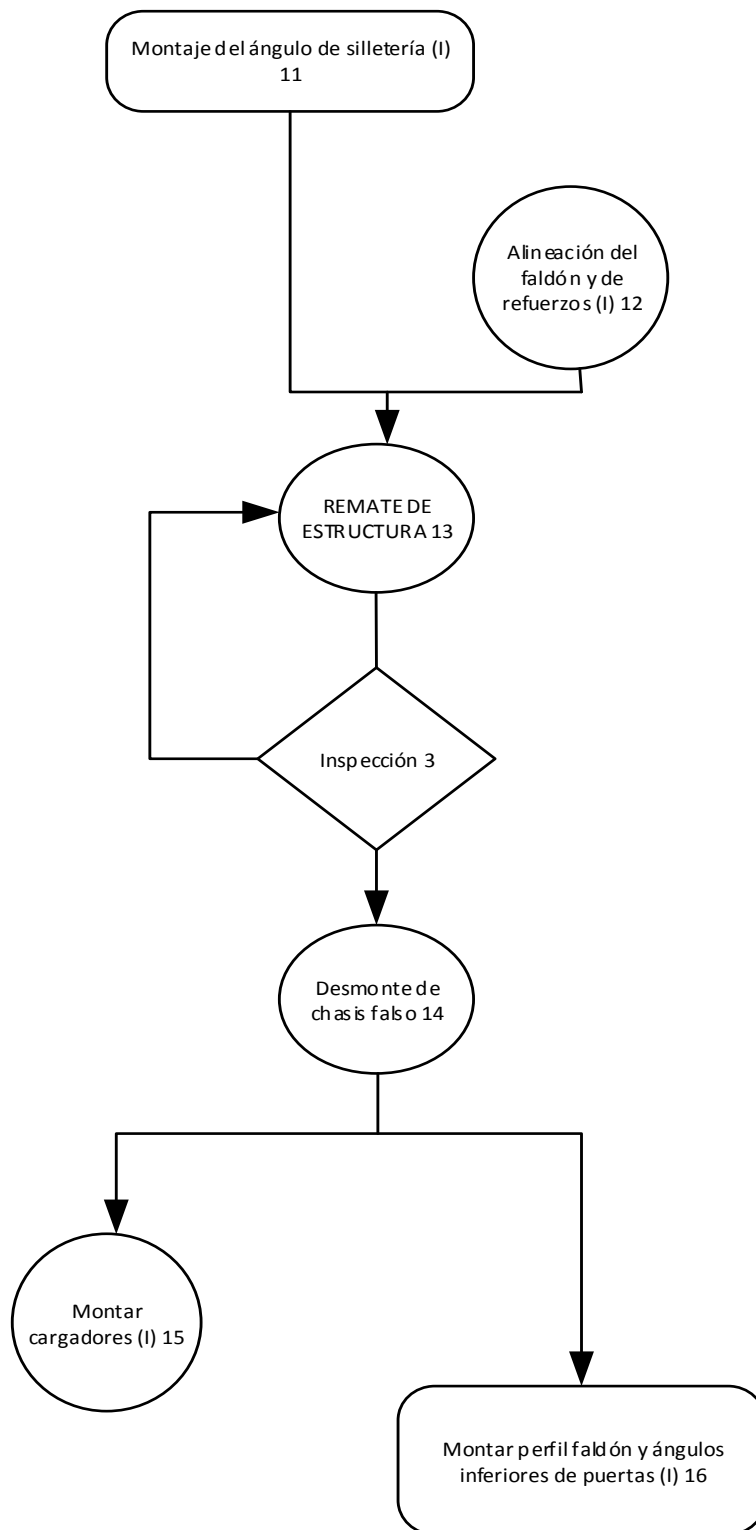 Montaje del ángulo de silletería (I)
11
Alineación del
faldón y de
refuerzos (I) 12
REMATE DE
ESTRUCTURA 13
Inspección 3
Desmonte de
chasis falso 14
Montar
cargadores (I) 15
Montar perfil faldón y ángulos
inferiores de puertas (I) 16